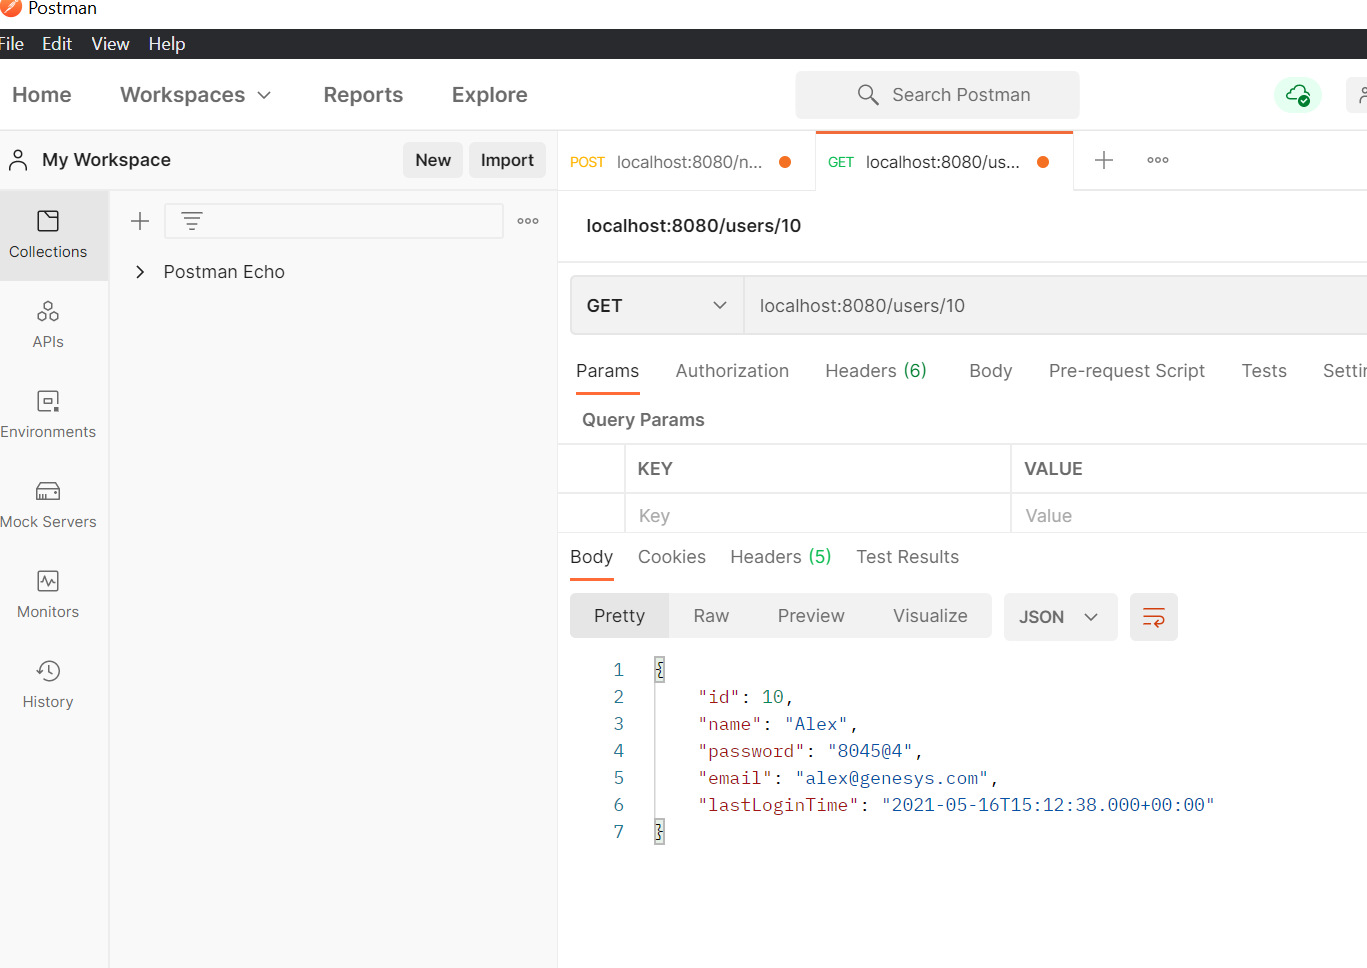 Postman
File Edit View Help
Home Workspaces Reports Explore Search Postman
My Workspace New Import
POST localhost:8080/n... GET localhost:8080/us...
Collections
APIs
Environments
Mock Servers
Monitors
History
Postman Echo
localhost:8080/users/10
GET localhost:8080/users/10
Params Authorization Headers (6) Body Pre-request Script Tests Settin
Query Params
KEY VALUE
Key Value
Body Cookies Headers (5) Test Results
Pretty Raw Preview Visualize JSON
1 {
2 "id": 10,
3 "name": "Alex",
4 "password": "8045@4",
5 "email": "alex@genesys.com",
6 "lastLoginTime": "2021-05-16T15:12:38.000+00:00"
7 }